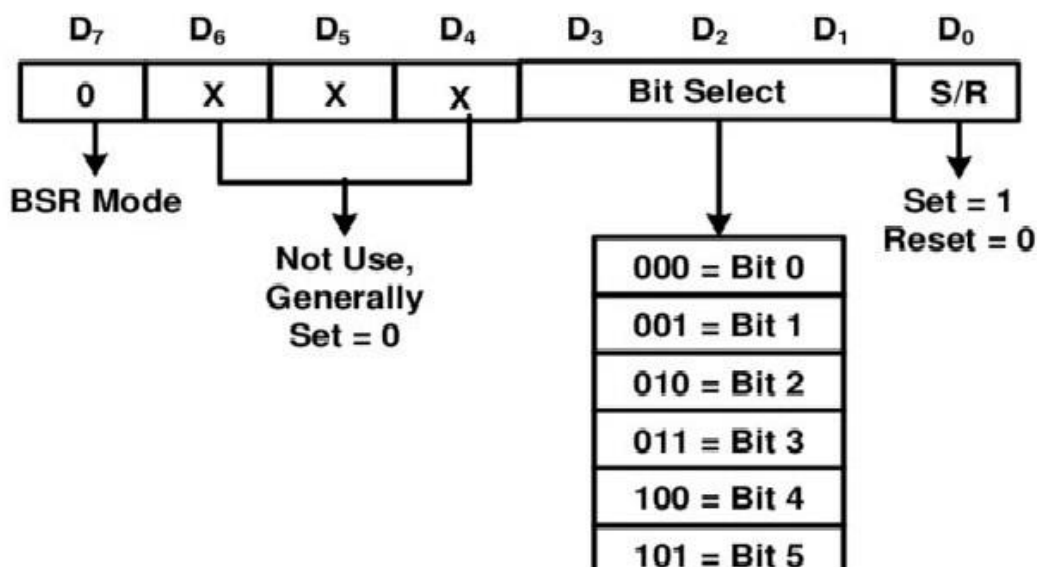 D₇ D₆ D₅ D₄ D₃ D₂ D₁ D₀
0 X X X Bit Select S/R
BSR Mode
Not Use,
Generally
Set = 0
Set = 1
Reset = 0
000 = Bit 0
001 = Bit 1
010 = Bit 2
011 = Bit 3
100 = Bit 4
101 = Bit 5